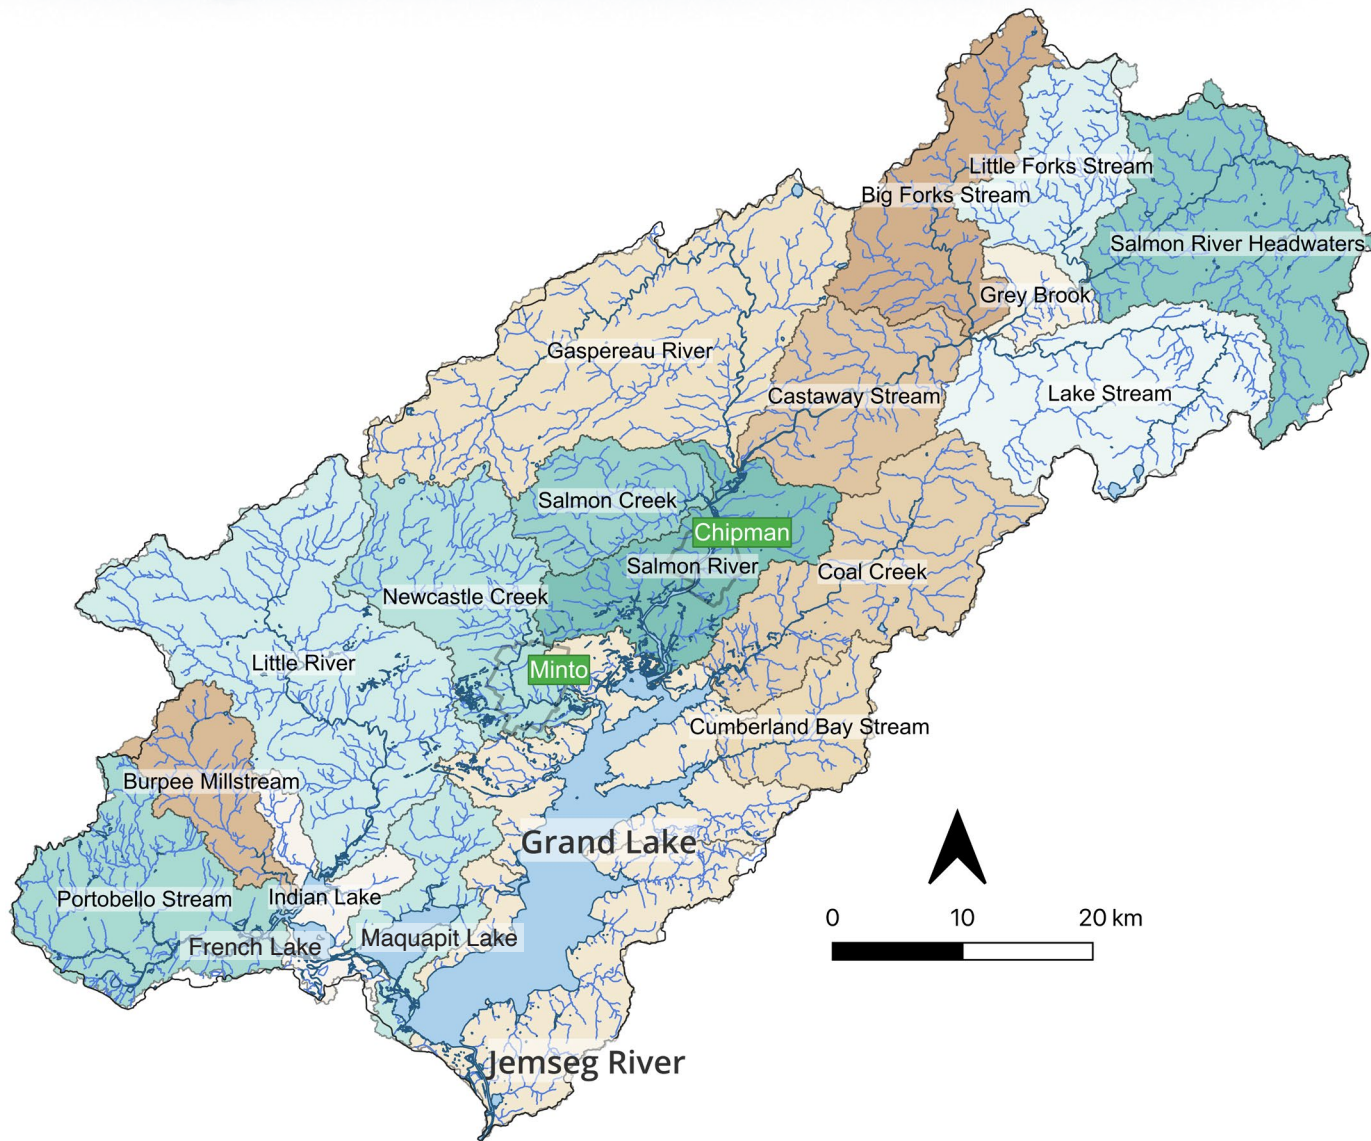 Little Forks Stream
Big Forks Stream
Salmon River Headwaters
Grey Brook
Gaspereau River
Castaway Stream
Lake Stream
Salmon Creek
Chipman
Salmon River
Coal Creek
Newcastle Creek
Little River
Minto
Cumberland Bay Stream
Burpee Millstream
Grand Lake
Portobello Stream
Indian Lake
French Lake
Maquapit Lake
0 10 20 km
Jemseg River